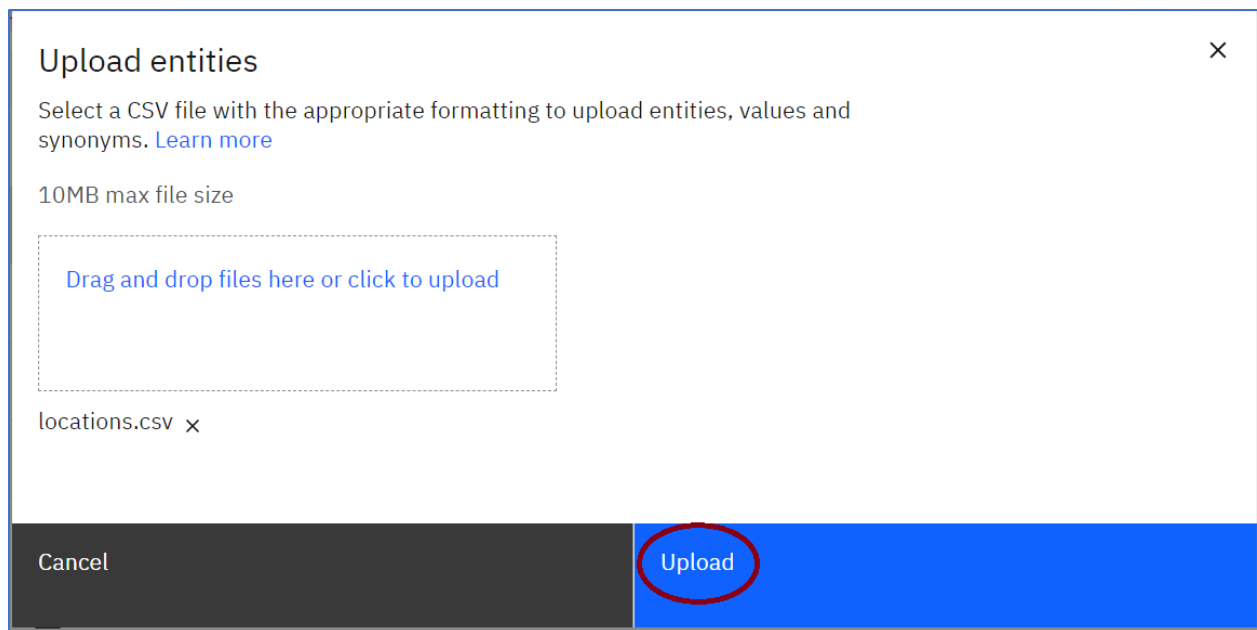 Upload entities
Select a CSV file with the appropriate formatting to upload entities, values and
synonyms. Learn more
10MB max file size
Drag and drop files here or click to upload
locations.csv
Cancel
Upload